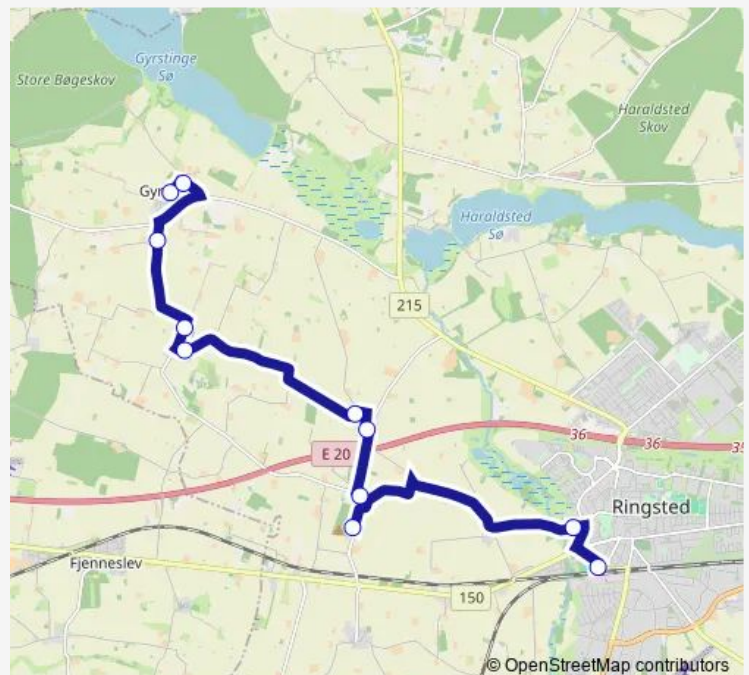 Gyrstinge
Sø
Store Bøgeskov
Haraldsted
Skov
Gyr
Haraldsted
Sø
215
36
36
35
E 20
Ringsted
Fjenneslev
150
© OpenStreetMap contributors